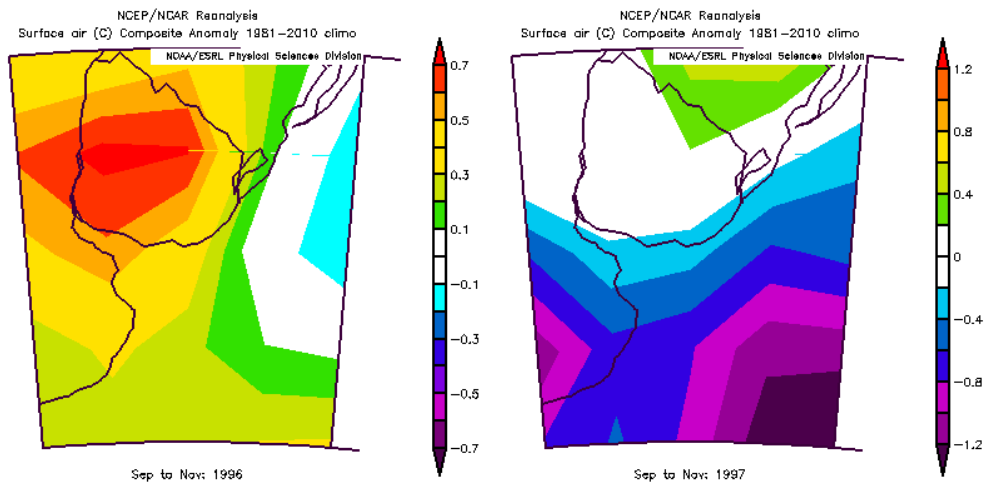 NCEP/NCAR Reanalysis
Surface air (C) Composite Anomaly 1981-2010 climo
NOAA/ESRL Physical Sciences Division
0.7
0.5
0.3
0.1
-0.1
-0.3
-0.5
-0.7
Sep to Nov: 1996
NCEP/NCAR Reanalysis
Surface air (C) Composite Anomaly 1981-2010 climo
NOAA/ESRL Physical Sciences Division
1.2
0.8
0.4
0
-0.4
-0.8
-1.2
Sep to Nov: 1997